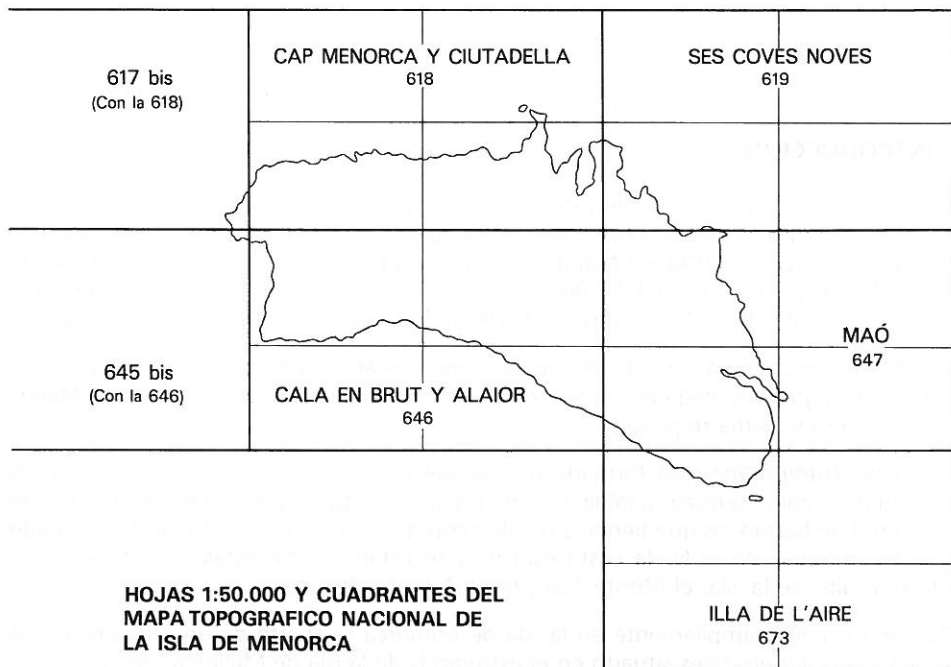 CAP MENORCA Y CIUTADELLA
618
SES COVES NOVES
619
617 bis
(Con la 618)
MAÓ
647
645 bis
(Con la 646)
CALA EN BRUT Y ALAIOR
646
HOJAS 1:50.000 Y CUADRANTES DEL
MAPA TOPOGRAFICO NACIONAL DE
LA ISLA DE MENORCA
ILLA DE L'AIRE
673